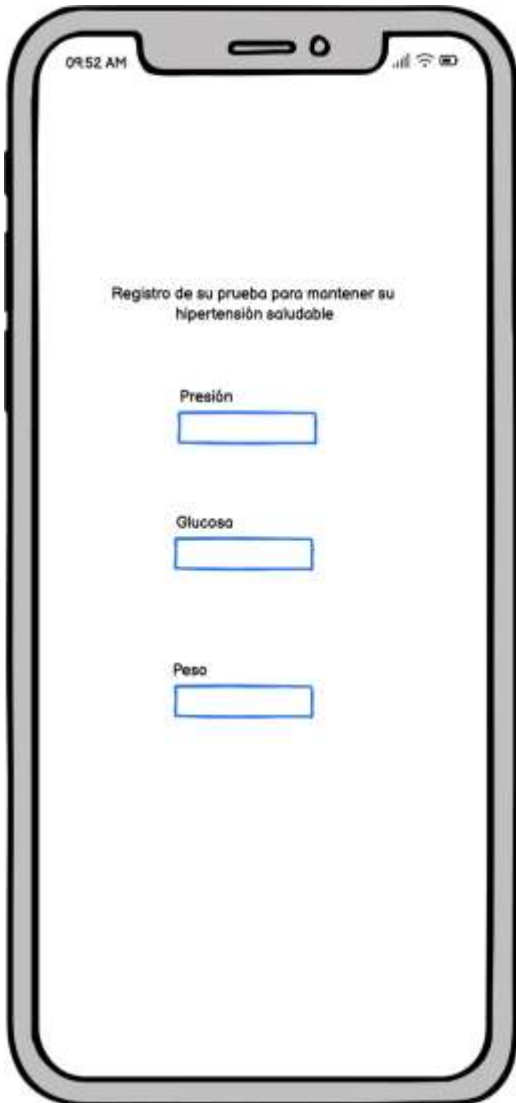 09:52 AM
Registro de su prueba para mantener su
hipertensión saludable
Presión
Glucosa
Peso